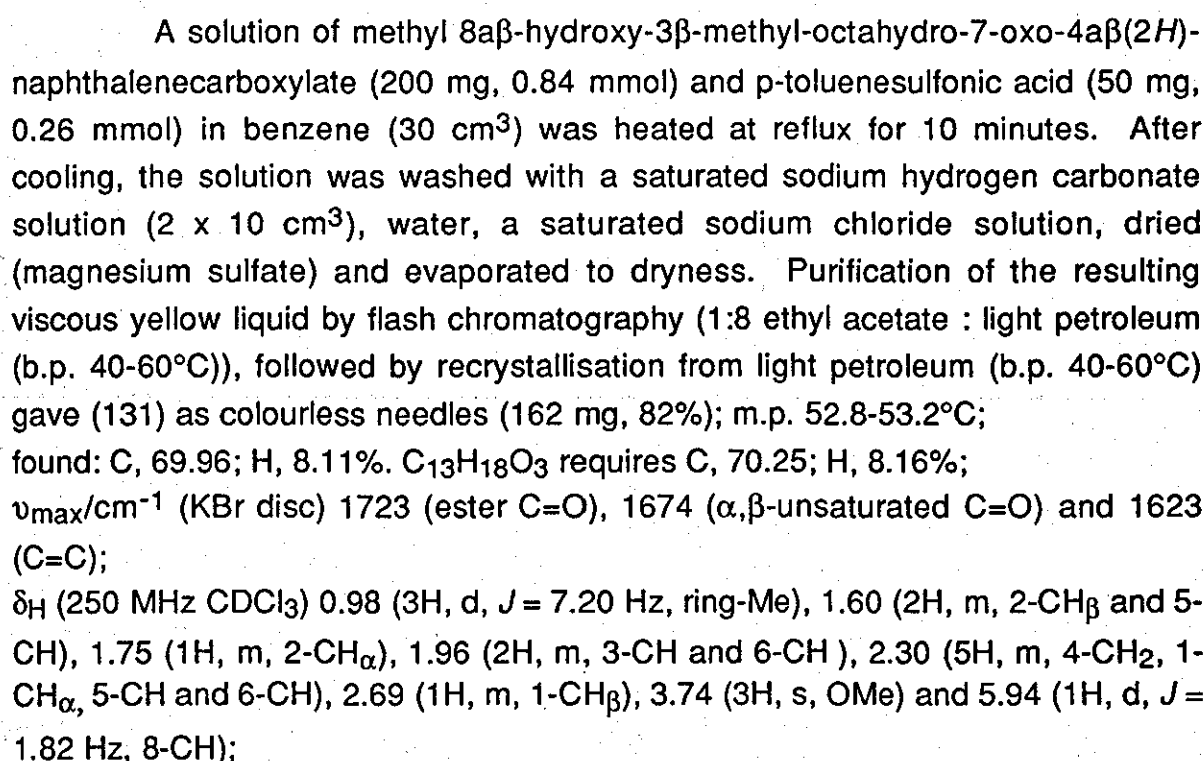 A solution of methyl 8aβ-hydroxy-3β-methyl-octahydro-7-oxo-4aβ(2H)-
naphthalenecarboxylate (200 mg, 0.84 mmol) and p-toluenesulfonic acid (50 mg,
0.26 mmol) in benzene (30 cm³) was heated at reflux for 10 minutes. After
cooling, the solution was washed with a saturated sodium hydrogen carbonate
solution (2 x 10 cm³), water, a saturated sodium chloride solution, dried
(magnesium sulfate) and evaporated to dryness. Purification of the resulting
viscous yellow liquid by flash chromatography (1:8 ethyl acetate : light petroleum
(b.p. 40-60°C)), followed by recrystallisation from light petroleum (b.p. 40-60°C)
gave (131) as colourless needles (162 mg, 82%); m.p. 52.8-53.2°C;
found: C, 69.96; H, 8.11%. C₁₃H₁₈O₃ requires C, 70.25; H, 8.16%;
υmax/cm⁻¹ (KBr disc) 1723 (ester C=O), 1674 (α,β-unsaturated C=O) and 1623
(C=C);
δH (250 MHz CDCl₃) 0.98 (3H, d, J = 7.20 Hz, ring-Me), 1.60 (2H, m, 2-CHβ and 5-
CH), 1.75 (1H, m, 2-CHα), 1.96 (2H, m, 3-CH and 6-CH ), 2.30 (5H, m, 4-CH₂, 1-
CHα, 5-CH and 6-CH), 2.69 (1H, m, 1-CHβ), 3.74 (3H, s, OMe) and 5.94 (1H, d, J =
1.82 Hz, 8-CH);